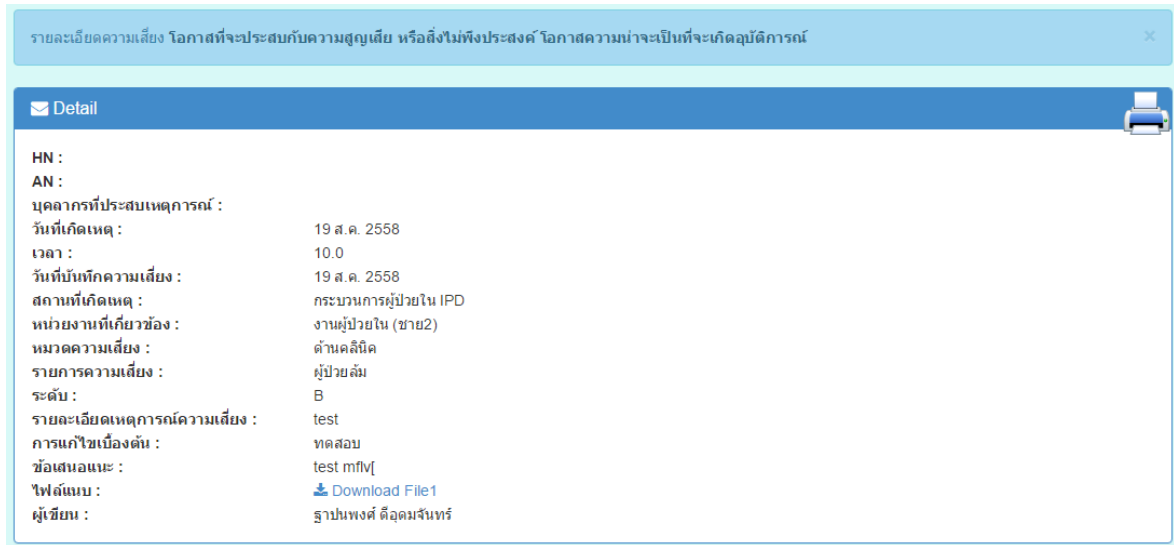 รายละเอียดความเสี่ยง โอกาสที่จะประสบกับความสูญเสีย หรือสิ่งไม่พึงประสงค์ โอกาสความน่าจะเป็นที่จะเกิดอุบัติการณ์ ×
Detail
HN :
AN :
บุคลากรที่ประสบเหตุการณ์ :
วันที่เกิดเหตุ : 19 ส.ค. 2558
เวลา : 10.0
วันที่บันทึกความเสี่ยง : 19 ส.ค. 2558
สถานที่เกิดเหตุ : กระบวนการผู้ป่วยใน IPD
หน่วยงานที่เกี่ยวข้อง : งานผู้ป่วยใน (ชาย2)
หมวดความเสี่ยง : ด้านคลินิค
รายการความเสี่ยง : ผู้ป่วยล้ม
ระดับ : B
รายละเอียดเหตุการณ์ความเสี่ยง : test
การแก้ไขเบื้องต้น : ทดสอบ
ข้อเสนอแนะ : test mflv[
ไฟล์แนบ : Download File1
ผู้เขียน : ฐาปนพงศ์ ดีอุดมจันทร์